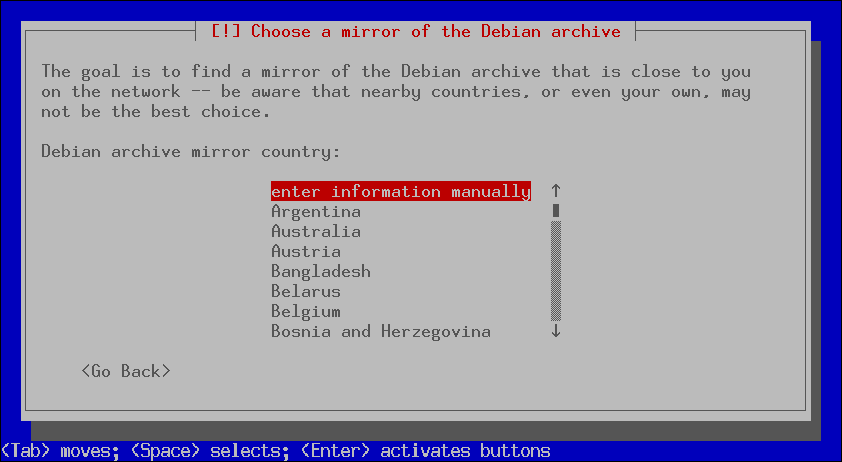 [!] Choose a mirror of the Debian archive
The goal is to find a mirror of the Debian archive that is close to you
on the network -- be aware that nearby countries, or even your own, may
not be the best choice.
Debian archive mirror country:
enter information manually ↑
Argentina
Australia
Austria
Bangladesh
Belarus
Belgium
Bosnia and Herzegovina ↓
<Go Back>
<Tab> moves; <Space> selects; <Enter> activates buttons